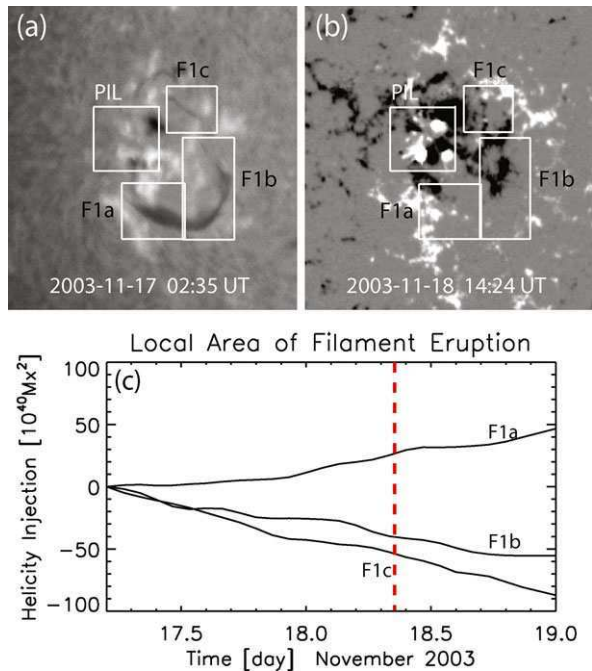 (a)
F1c
PIL
F1b
F1a
2003-11-17 02:35 UT
(b)
F1c
PIL
F1b
F1a
2003-11-18 14:24 UT
Local Area of Filament Eruption
(c)
Helicity Injection [10⁴⁰Mx²]
100
50
0
−50
−100
F1a
F1b
F1c
17.5 18.0 18.5 19.0
Time [day] November 2003